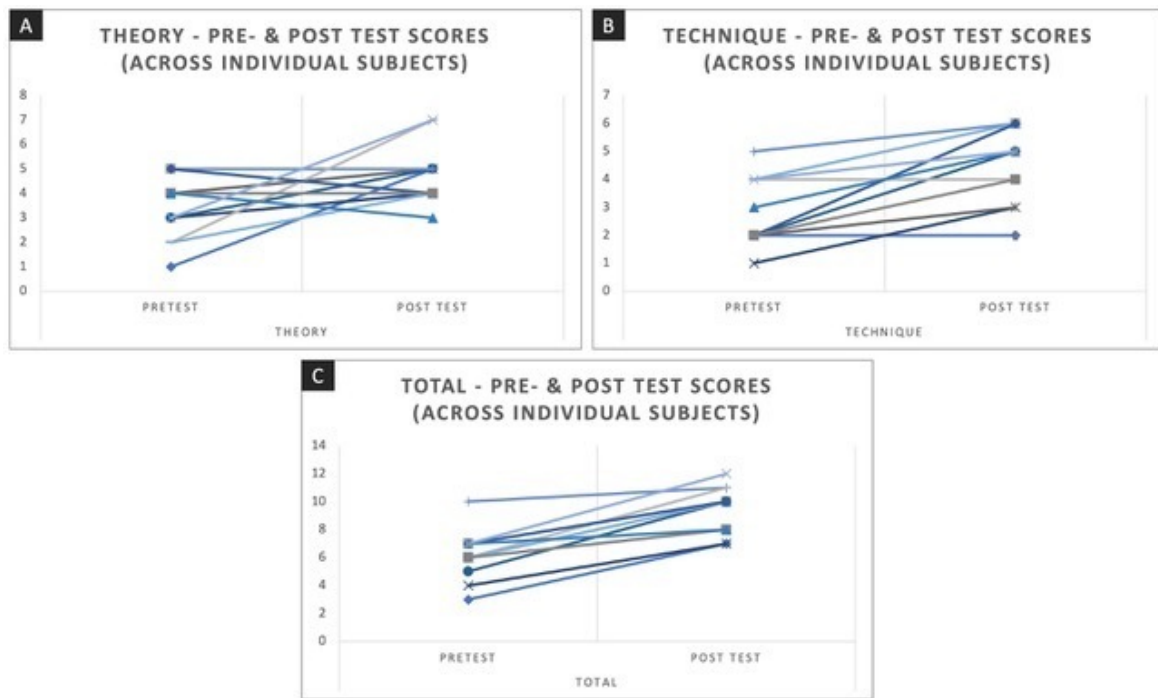 A
THEORY - PRE- & POST TEST SCORES
(ACROSS INDIVIDUAL SUBJECTS)
8
7
6
5
4
3
2
1
0
PRETEST
POST TEST
THEORY
B
TECHNIQUE - PRE- & POST TEST SCORES
(ACROSS INDIVIDUAL SUBJECTS)
7
6
5
4
3
2
1
0
PRETEST
POST TEST
TECHNIQUE
C
TOTAL - PRE- & POST TEST SCORES
(ACROSS INDIVIDUAL SUBJECTS)
14
12
10
8
6
4
2
0
PRETEST
POST TEST
TOTAL